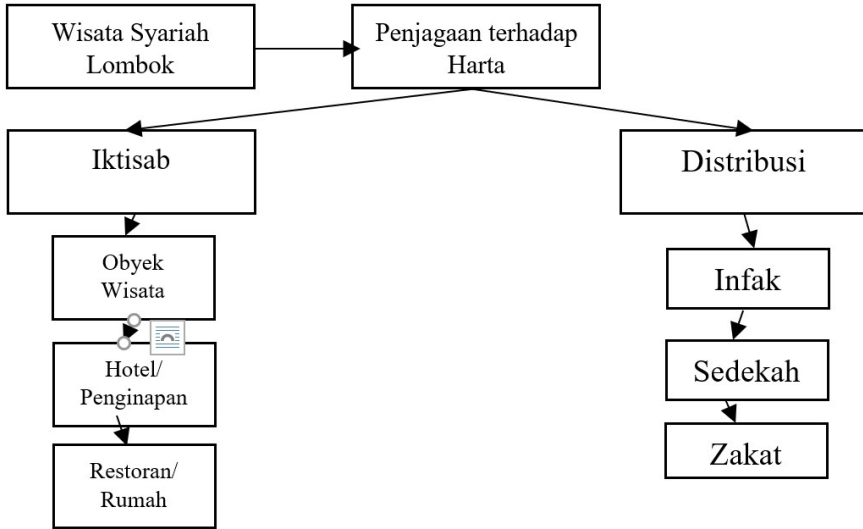 Wisata Syariah
Lombok
Penjagaan terhadap
Harta
Iktisab
Distribusi
Obyek
Wisata
Infak
Hotel/
Penginapan
Sedekah
Restoran/
Rumah
Zakat